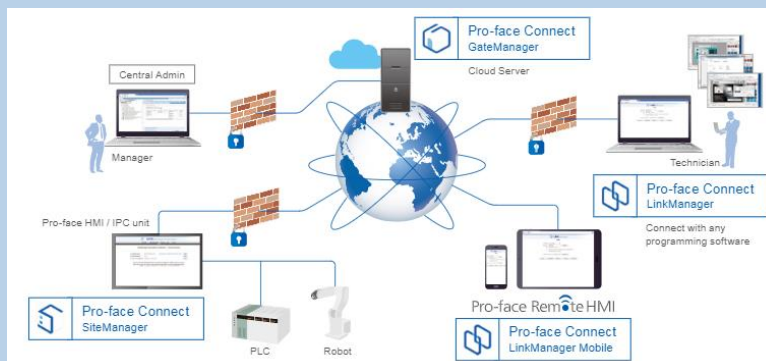 Pro-face Connect
GateManager
Cloud Server
Central Admin
Manager
Technician
Pro-face Connect
LinkManager
Connect with any
programming software
Pro-face HMI / IPC unit
Pro-face Connect
SiteManager
PLC
Robot
Pro-face Remote HMI
Pro-face Connect
LinkManager Mobile